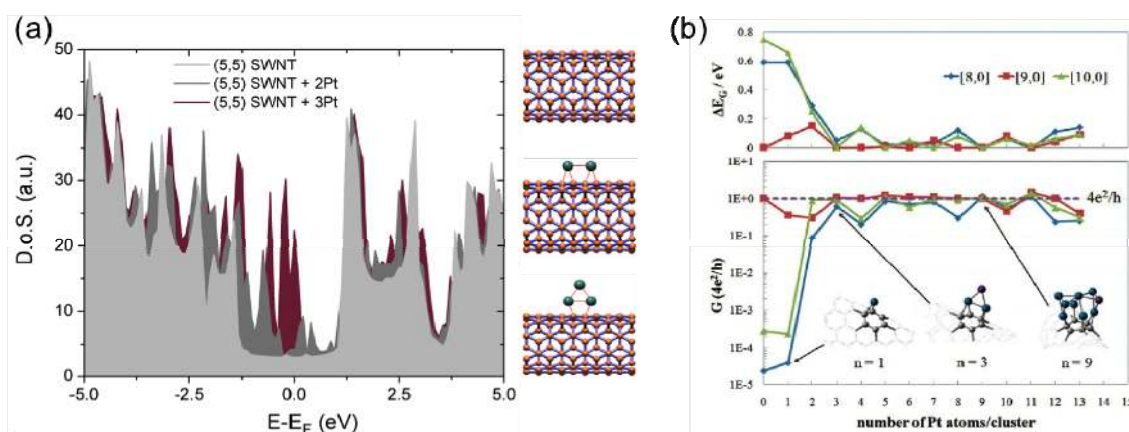 (a)
50
40
30
20
10
0
D.o.S. (a.u.)
(5,5) SWNT
(5,5) SWNT + 2Pt
(5,5) SWNT + 3Pt
-5.0 -2.5 0.0 2.5 5.0
E-E_F (eV)
(b)
0.8
0.6
0.4
0.2
0
ΔE_G / eV
[8,0] [9,0] [10,0]
1E+1
1E+0
1E-1
1E-2
1E-3
1E-4
1E-5
G (4e²/h)
4e²/h
n = 1 n = 3 n = 9
0 1 2 3 4 5 6 7 8 9 10 11 12 13 14 15
number of Pt atoms/cluster